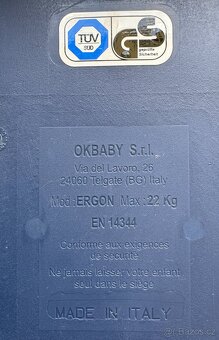 TÜV
SÜD
GS
geprüfte
Sicherheit
OKBABY S.r.l.
Via del Lavoro, 26
24060 Telgate (BG) Italy
Mod: ERGON Max: 22 Kg
EN 14344
Conforme aux exigences
de sécurité
Ne jamais laisser votre enfant
seul dans le siège
MADE IN ITALY